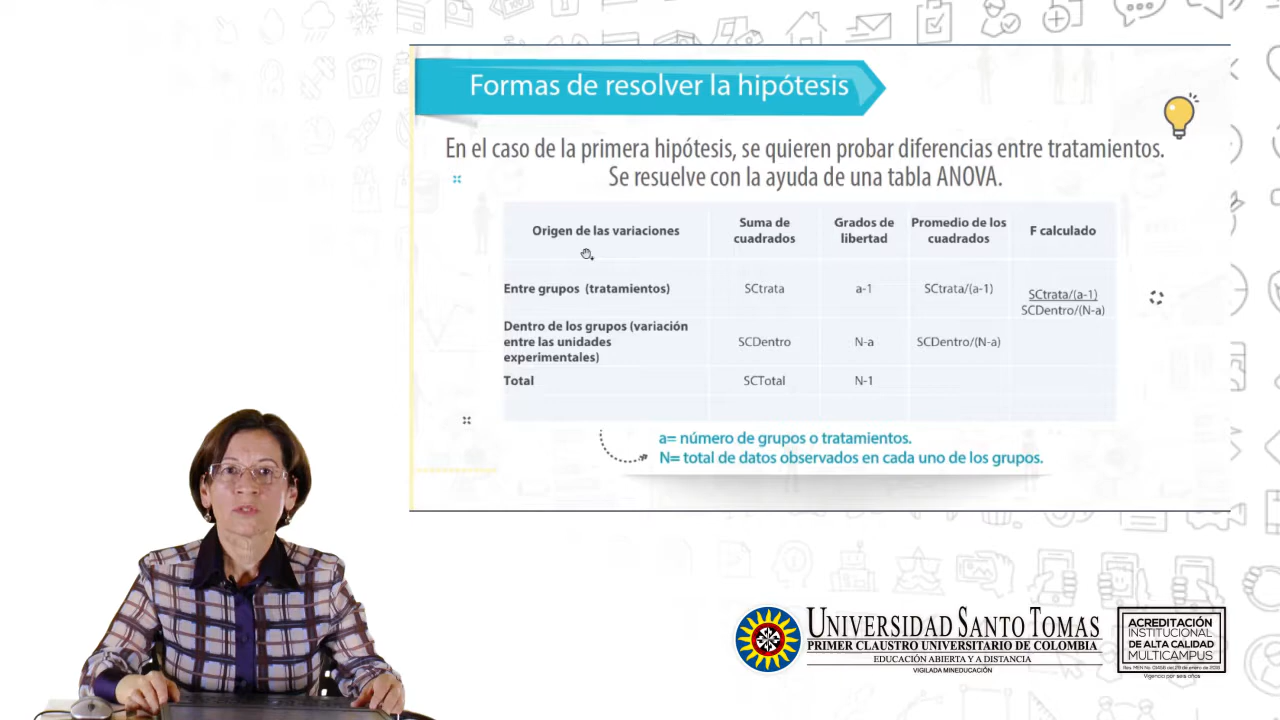 Formas de resolver la hipótesis
En el caso de la primera hipótesis, se quieren probar diferencias entre tratamientos.
Se resuelve con la ayuda de una tabla ANOVA.
Origen de las variaciones
Suma de
cuadrados
Grados de
libertad
Promedio de los
cuadrados
F calculado
Entre grupos (tratamientos)
SCtrata
a-1
SCtrata/(a-1)
SCtrata/(a-1)
SCDentro/(N-a)
Dentro de los grupos (variación
entre las unidades
experimentales)
SCDentro
N-a
SCDentro/(N-a)
Total
SCTotal
N-1
a= número de grupos o tratamientos.
N= total de datos observados en cada uno de los grupos.
UNIVERSIDAD SANTO TOMAS
PRIMER CLAUSTRO UNIVERSITARIO DE COLOMBIA
EDUCACIÓN ABIERTA Y A DISTANCIA
VIGILADA MINEDUCACIÓN
ACREDITACIÓN
INSTITUCIONAL
DE ALTA CALIDAD
MULTICAMPUS
Vigencia por seis años